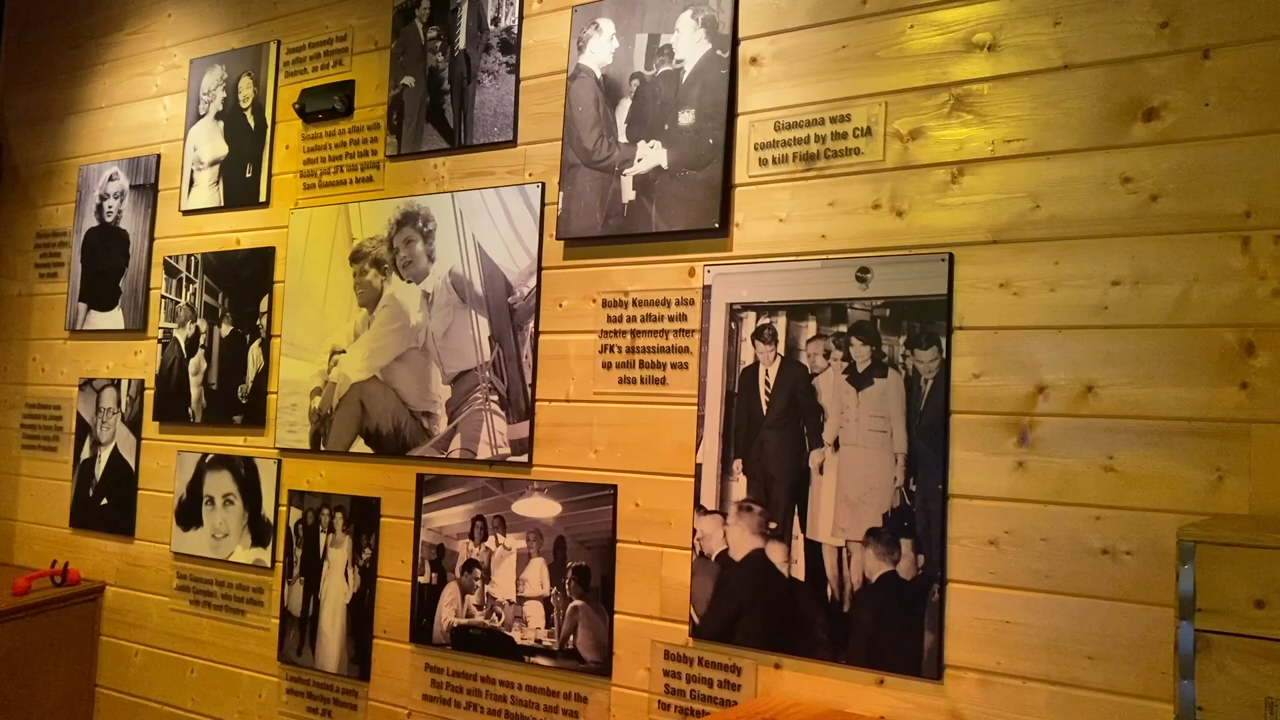 Joseph Kennedy had
an affair with Marlene
Dietrich, as did JFK.
Sinatra had an affair with
Lawford's wife Pat in an
effort to have Pat talk to
Bobby and JFK into giving
Sam Giancana a break.
Giancana was
contracted by the CIA
to kill Fidel Castro.
Bobby Kennedy also
had an affair with
Jackie Kennedy after
JFK's assassination,
up until Bobby was
also killed.
Sam Giancana had an affair with
Judith Campbell, who had affairs
with JFK and Sinatra.
Lawford hosted a party
where Marilyn Monroe
met JFK.
Peter Lawford who was a member of the
Rat Pack with Frank Sinatra and was
married to JFK's and Bobby's
Bobby Kennedy
was going after
Sam Giancana
for